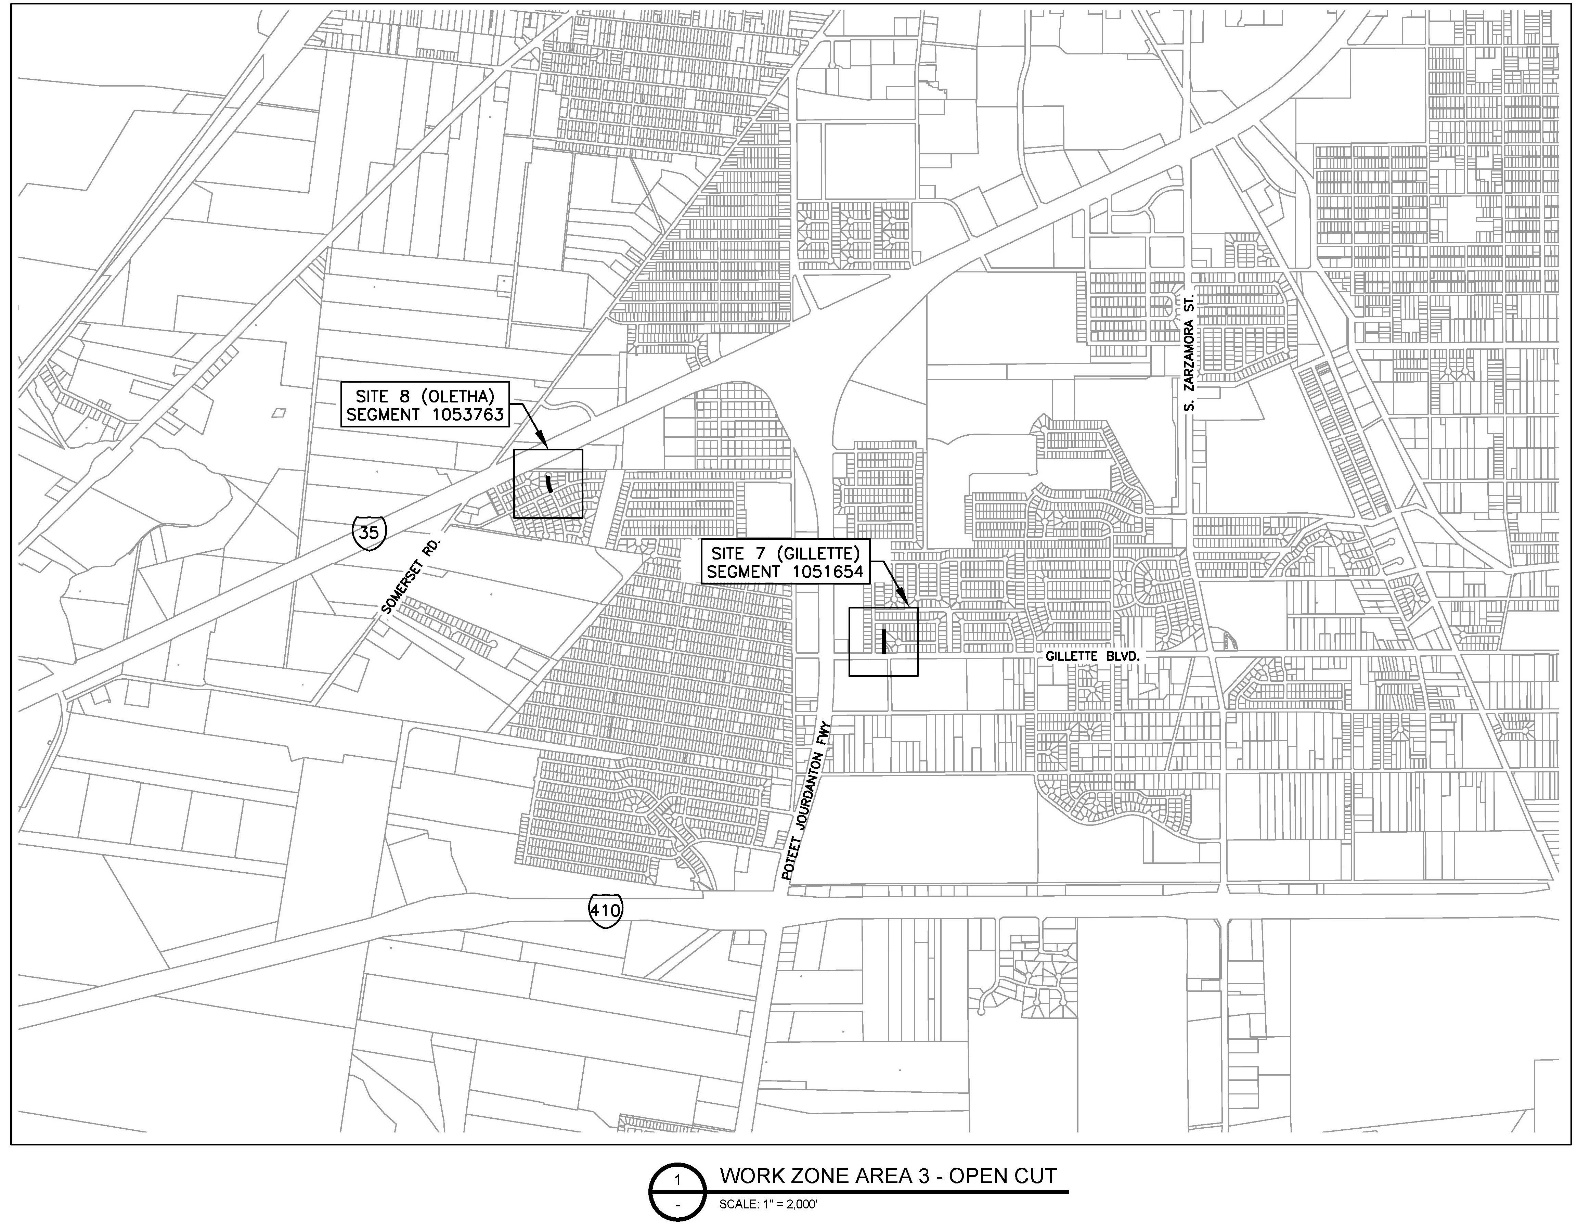 S. ZARZAMORA ST.
SITE 8 (OLETHA)
SEGMENT 1053763
35
SOMERSET RD.
SITE 7 (GILLETTE)
SEGMENT 1051654
GILLETTE BLVD.
POTEET JOURDANTON FWY
410
1
-
WORK ZONE AREA 3 - OPEN CUT
SCALE: 1" = 2,000'